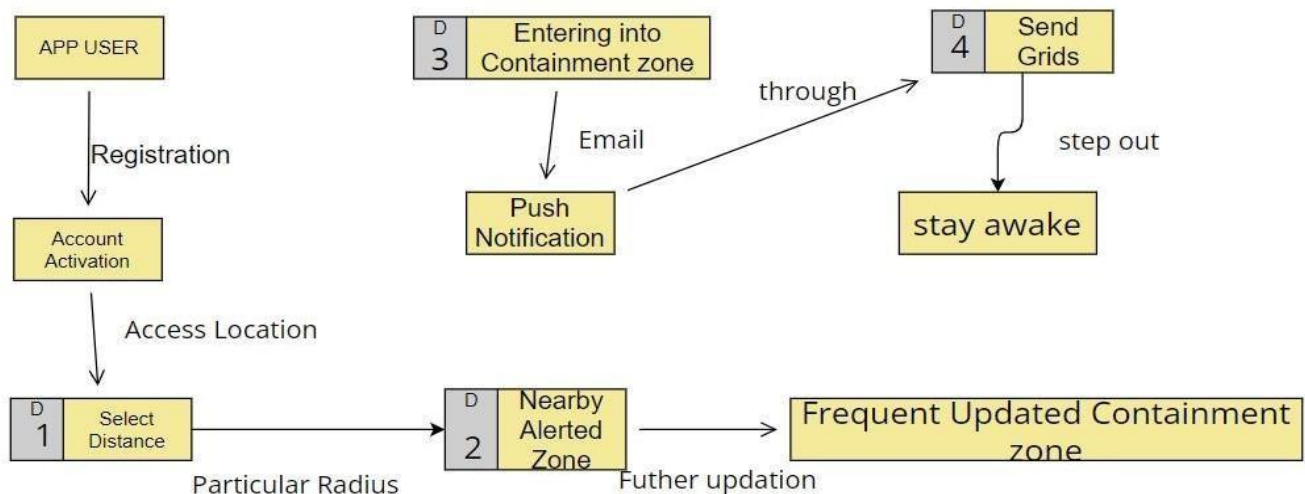 APP USER
Registration
Account
Activation
Access Location
D
1
Select
Distance
Particular Radius
D
2
Nearby
Alerted
Zone
Futher updation
Frequent Updated Containment
zone
D
3
Entering into
Containment zone
Email
Push
Notification
through
D
4
Send
Grids
step out
stay awake